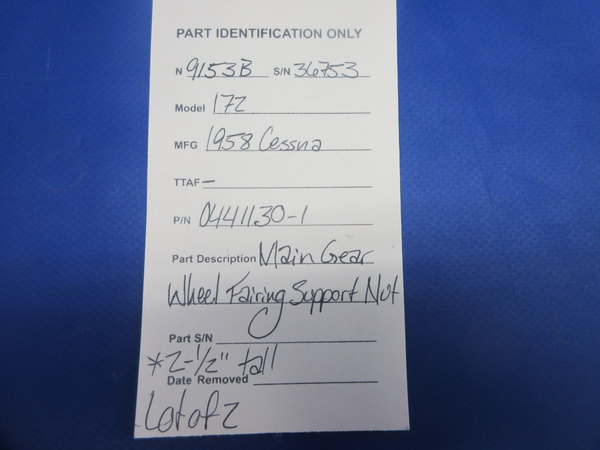 PART IDENTIFICATION ONLY
N 9153B S/N 36753
Model 172
MFG 1958 Cessna
TTAF –
P/N 0441130-1
Part Description Main Gear
Wheel Fairing Support Nut
Part S/N
*2-1/2" tall
Date Removed
Lot of 2